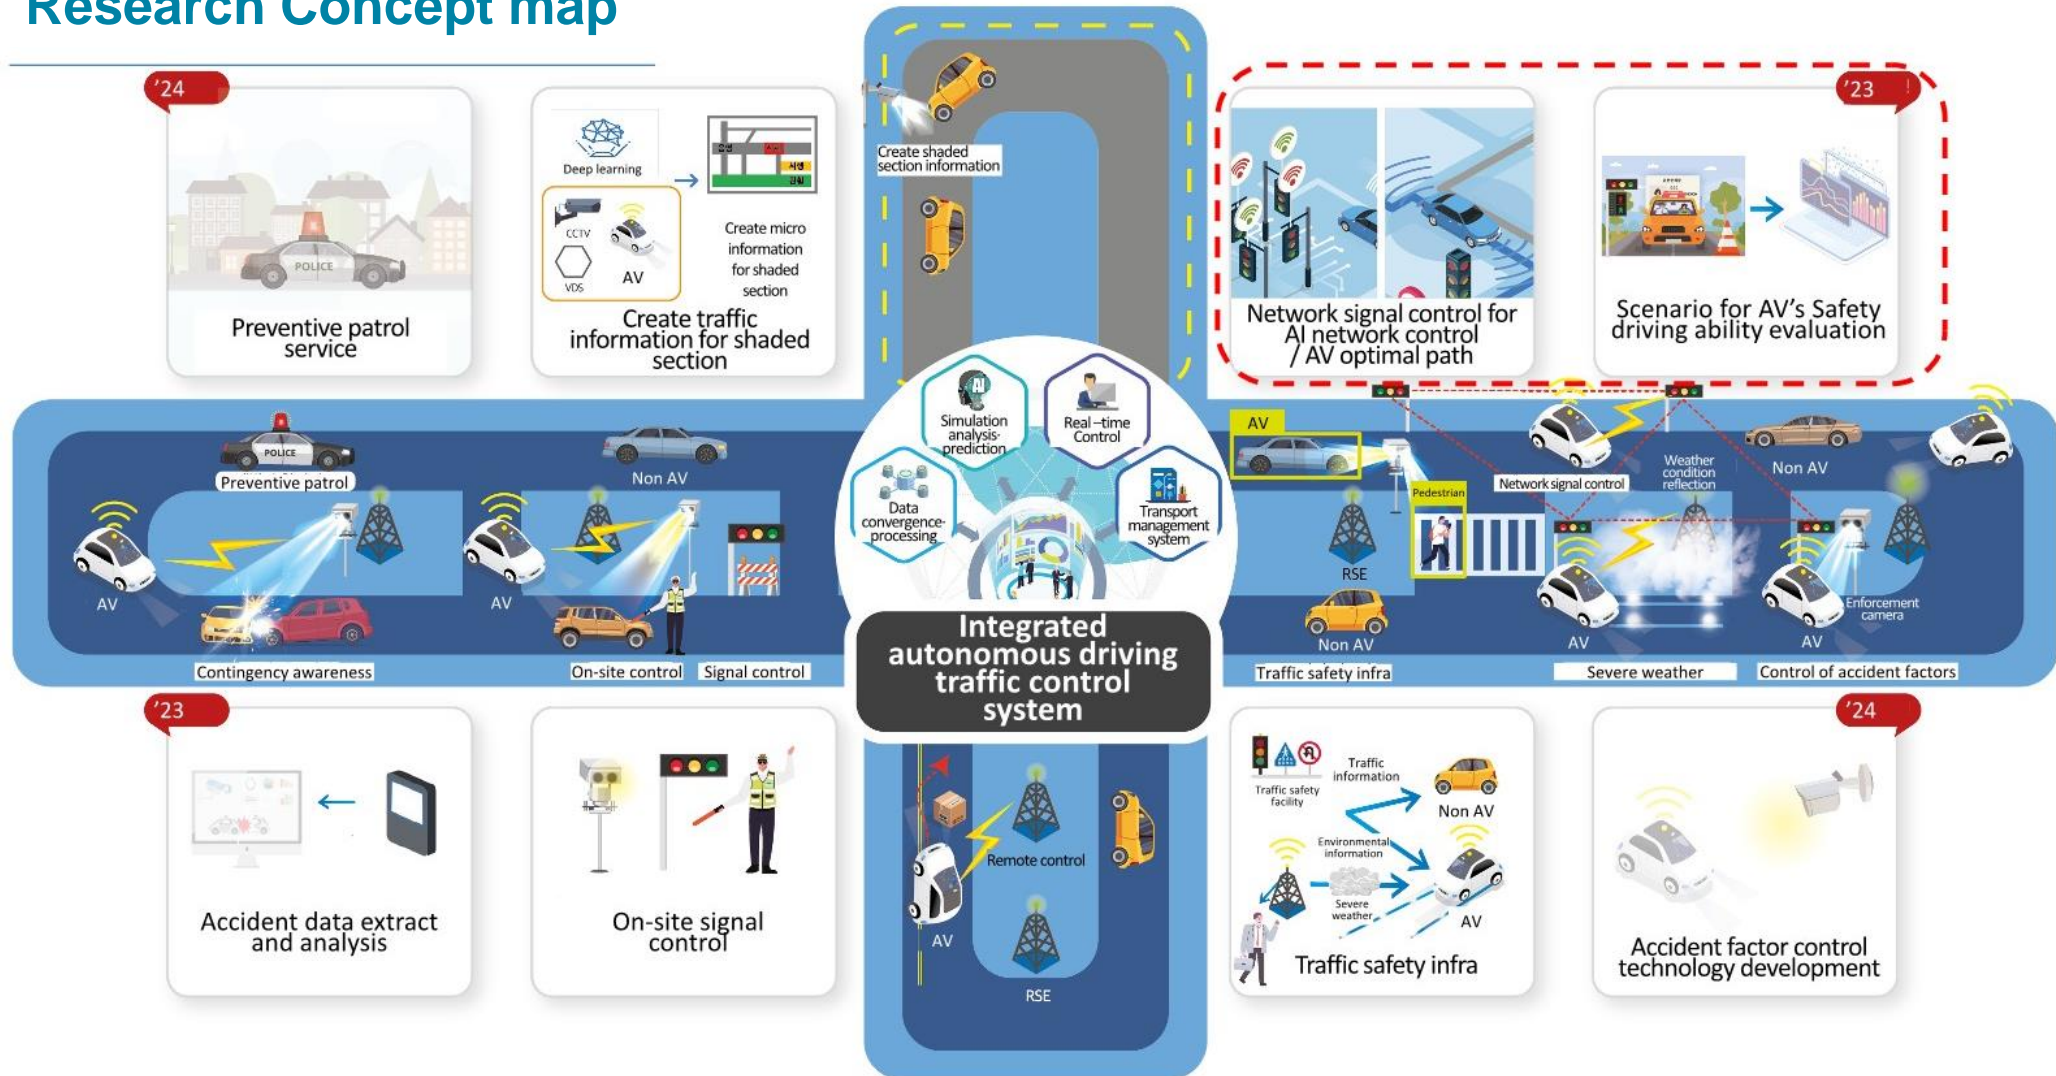 Research Concept map
'24
POLICE
Preventive patrol
service
Deep learning
CCTV
VDS
AV
Create micro
information
for shaded
section
Create traffic
information for shaded
section
Create shaded
section information
Network signal control for
AI network control
/ AV optimal path
'23
Scenario for AV's Safety
driving ability evaluation
POLICE
Preventive patrol
AV
Contingency awareness
Non AV
AV
On-site control
Signal control
AI
Simulation
analysis-
prediction
Real-time
Control
Data
convergence-
processing
Transport
management
system
Integrated
autonomous driving
traffic control
system
AV
Pedestrian
RSE
Non AV
Traffic safety infra
Network signal control
Weather
condition
reflection
Non AV
AV
Severe weather
Enforcement
camera
AV
Control of accident factors
'23
Accident data extract
and analysis
On-site signal
control
Remote control
AV
RSE
Traffic safety
facility
Traffic
information
Non AV
Environmental
information
Severe
weather
AV
Traffic safety infra
'24
Accident factor control
technology development